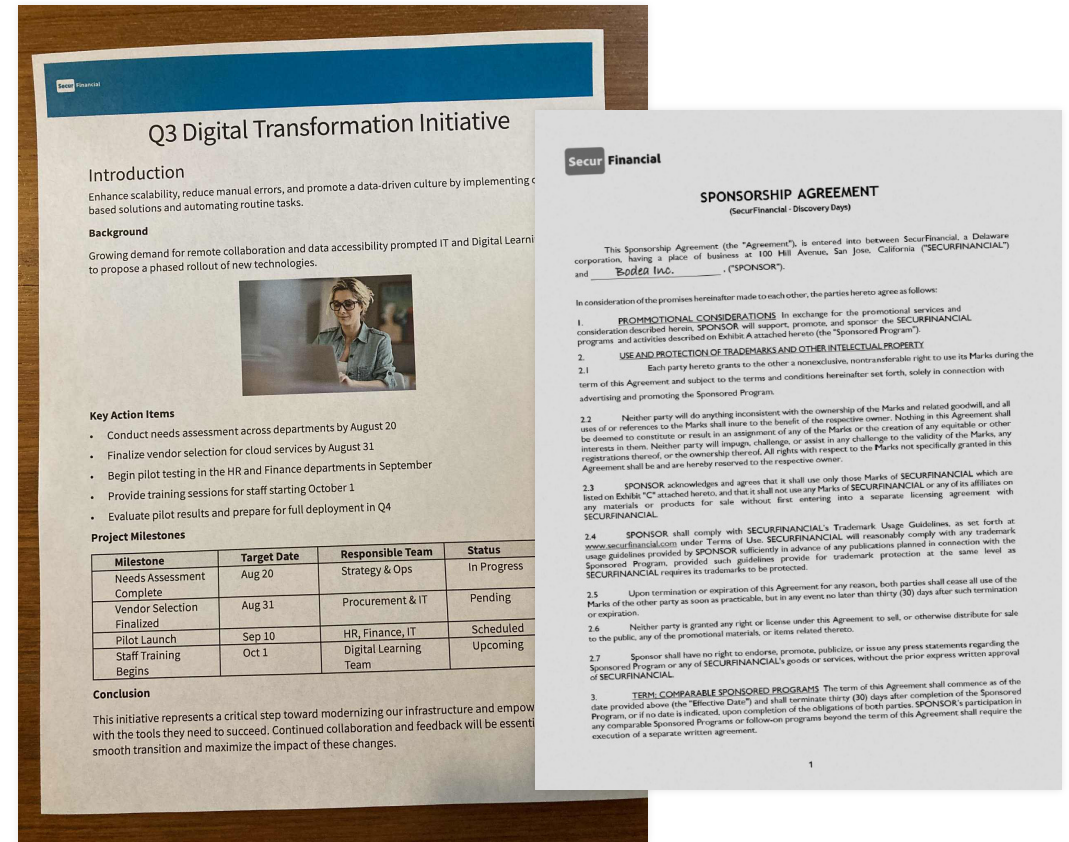 Secur Financial
Q3 Digital Transformation Initiative
Introduction
Enhance scalability, reduce manual errors, and promote a data-driven culture by implementing
based solutions and automating routine tasks.
Background
Growing demand for remote collaboration and data accessibility prompted IT and Digital
to propose a phased rollout of new technologies.
Key Action Items
• Conduct needs assessment across departments by August 20
• Finalize vendor selection for cloud services by August 31
• Begin pilot testing in the HR and Finance departments in September
• Provide training sessions for staff starting October 1
• Evaluate pilot results and prepare for full deployment in Q4
Project Milestones
Milestone Target Date Responsible Team Status
Needs Assessment Aug 20 Strategy & Ops In Progress
Complete
Vendor Selection Aug 31 Procurement & IT Pending
Finalized
Pilot Launch Sep 10 HR, Finance, IT Scheduled
Staff Training Oct 1 Digital Learning Upcoming
Begins Team
Conclusion
This initiative represents a critical step toward modernizing our infrastructure and
with the tools they need to succeed. Continued collaboration and feedback will be
smooth transition and maximize the impact of these changes.
Secur Financial
SPONSORSHIP AGREEMENT
(SecurFinancial - Discovery Days)
This Sponsorship Agreement (the "Agreement"), is entered into between SecurFinancial, a Delaware
corporation, having a place of business at 100 Hill Avenue, San Jose, California ("SECURFINANCIAL")
and Bodea Inc. , ("SPONSOR").
In consideration of the promises hereinafter made to each other, the parties hereto agree as follows:
1. PROMMOTIONAL CONSIDERATIONS In exchange for the promotional services and
consideration described herein, SPONSOR will support, promote, and sponsor the SECURFINANCIAL
programs and activities described on Exhibit A attached hereto (the "Sponsored Program").
2. USE AND PROTECTION OF TRADEMARKS AND OTHER INTELECTUAL PROPERTY
2.1 Each party hereto grants to the other a nonexclusive, nontransferable right to use its Marks during the
term of this Agreement and subject to the terms and conditions hereinafter set forth, solely in connection with
advertising and promoting the Sponsored Program.
2.2 Neither party will do anything inconsistent with the ownership of the Marks and related goodwill, and all
uses of or references to the Marks shall inure to the benefit of the respective owner. Nothing in this Agreement shall
be deemed to constitute or result in an assignment of any of the Marks or the creation of any equitable or other
interests in them. Neither party will impugn, challenge, or assist in any challenge to the validity of the Marks, any
registrations thereof, or the ownership thereof. All rights with respect to the Marks not specifically granted in this
Agreement shall be and are hereby reserved to the respective owner.
2.3 SPONSOR acknowledges and agrees that it shall use only those Marks of SECURFINANCIAL which are
listed on Exhibit "C" attached hereto, and that it shall not use any Marks of SECURFINANCIAL or any of its affiliates on
any materials or products for sale without first entering into a separate licensing agreement with
SECURFINANCIAL.
2.4 SPONSOR shall comply with SECURFINANCIAL's Trademark Usage Guidelines, as set forth at
www.securfinancial.com under Terms of Use. SECURFINANCIAL will reasonably comply with any trademark
usage guidelines provided by SPONSOR sufficiently in advance of any publications planned in connection with the
Sponsored Program, provided such guidelines provide for trademark protection at the same level as
SECURFINANCIAL requires its trademarks to be protected.
2.5 Upon termination or expiration of this Agreement for any reason, both parties shall cease all use of the
Marks of the other party as soon as practicable, but in any event no later than thirty (30) days after such termination
or expiration.
2.6 Neither party is granted any right or license under this Agreement to sell, or otherwise distribute for sale
to the public, any of the promotional materials, or items related thereto.
2.7 Sponsor shall have no right to endorse, promote, publicize, or issue any press statements regarding the
Sponsored Program or any of SECURFINANCIAL's goods or services, without the prior express written approval
of SECURFINANCIAL.
3. TERM: COMPARABLE SPONSORED PROGRAMS The term of this Agreement shall commence as of the
date provided above (the "Effective Date") and shall terminate thirty (30) days after completion of the Sponsored
Program, or if no date is indicated, upon completion of the obligations of both parties. SPONSOR's participation in
any comparable Sponsored Programs or follow-on programs beyond the term of this Agreement shall require the
execution of a separate written agreement.
1